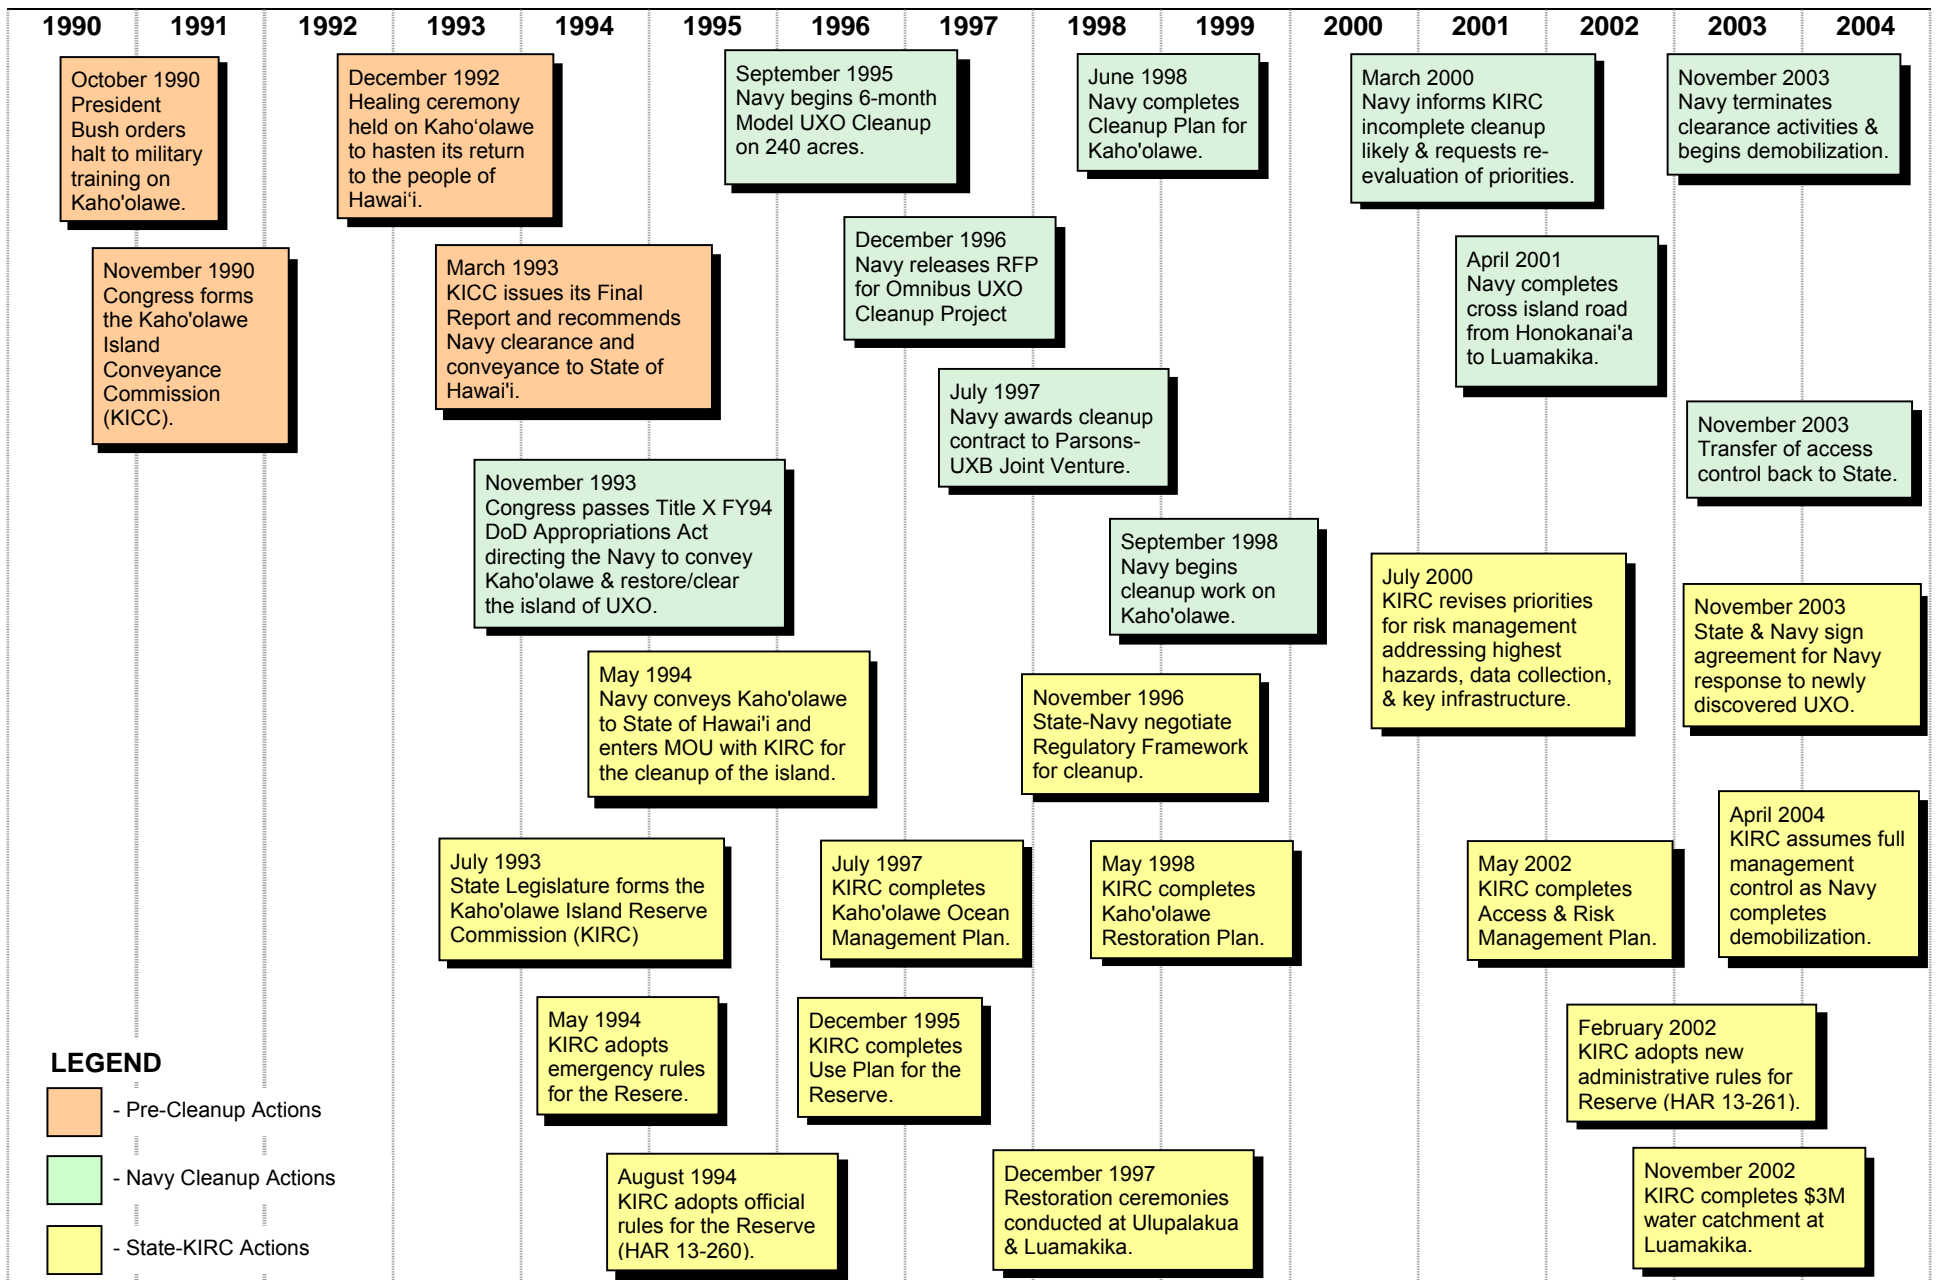 1990 1991 1992 1993 1994 1995 1996 1997 1998 1999 2000 2001 2002 2003 2004
October 1990
President
Bush orders
halt to military
training on
Kaho'olawe.
November 1990
Congress forms
the Kaho'olawe
Island
Conveyance
Commission
(KICC).
December 1992
Healing ceremony
held on Kaho‘olawe
to hasten its return
to the people of
Hawai‘i.
March 1993
KICC issues its Final
Report and recommends
Navy clearance and
conveyance to State of
Hawai'i.
November 1993
Congress passes Title X FY94
DoD Appropriations Act
directing the Navy to convey
Kaho'olawe & restore/clear
the island of UXO.
May 1994
Navy conveys Kaho'olawe
to State of Hawai'i and
enters MOU with KIRC for
the cleanup of the island.
July 1993
State Legislature forms the
Kaho'olawe Island Reserve
Commission (KIRC)
May 1994
KIRC adopts
emergency rules
for the Resere.
August 1994
KIRC adopts official
rules for the Reserve
(HAR 13-260).
September 1995
Navy begins 6-month
Model UXO Cleanup
on 240 acres.
December 1996
Navy releases RFP
for Omnibus UXO
Cleanup Project
July 1997
Navy awards cleanup
contract to Parsons-
UXB Joint Venture.
June 1998
Navy completes
Cleanup Plan for
Kaho'olawe.
September 1998
Navy begins
cleanup work on
Kaho'olawe.
November 1996
State-Navy negotiate
Regulatory Framework
for cleanup.
July 1997
KIRC completes
Kaho'olawe Ocean
Management Plan.
May 1998
KIRC completes
Kaho'olawe
Restoration Plan.
December 1995
KIRC completes
Use Plan for the
Reserve.
December 1997
Restoration ceremonies
conducted at Ulupalakua
& Luamakika.
March 2000
Navy informs KIRC
incomplete cleanup
likely & requests re-
evaluation of priorities.
April 2001
Navy completes
cross island road
from Honokanai'a
to Luamakika.
November 2003
Navy terminates
clearance activities &
begins demobilization.
November 2003
Transfer of access
control back to State.
July 2000
KIRC revises priorities
for risk management
addressing highest
hazards, data collection,
& key infrastructure.
November 2003
State & Navy sign
agreement for Navy
response to newly
discovered UXO.
May 2002
KIRC completes
Access & Risk
Management Plan.
April 2004
KIRC assumes full
management
control as Navy
completes
demobilization.
February 2002
KIRC adopts new
administrative rules for
Reserve (HAR 13-261).
November 2002
KIRC completes $3M
water catchment at
Luamakika.
LEGEND
- Pre-Cleanup Actions
- Navy Cleanup Actions
- State-KIRC Actions